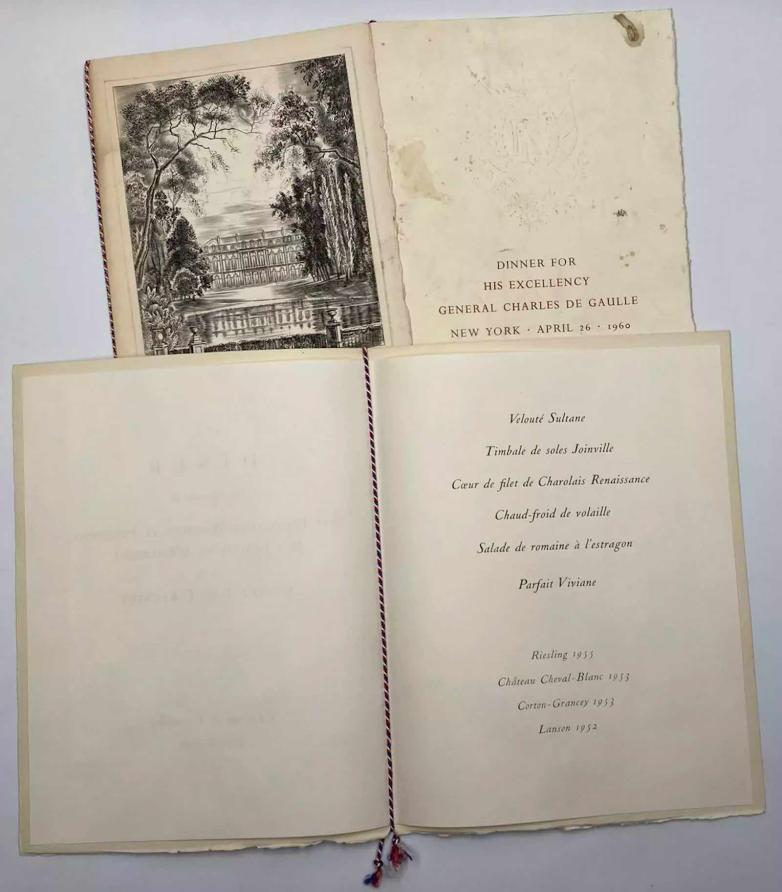 DINNER FOR
HIS EXCELLENCY
GENERAL CHARLES DE GAULLE
NEW YORK · APRIL 26 · 1960
Velouté Sultane
Timbale de soles Joinville
Cœur de filet de Charolais Renaissance
Chaud-froid de volaille
Salade de romaine à l'estragon
Parfait Viviane
Riesling 1955
Château Cheval-Blanc 1953
Corton-Grancey 1953
Lanson 1952